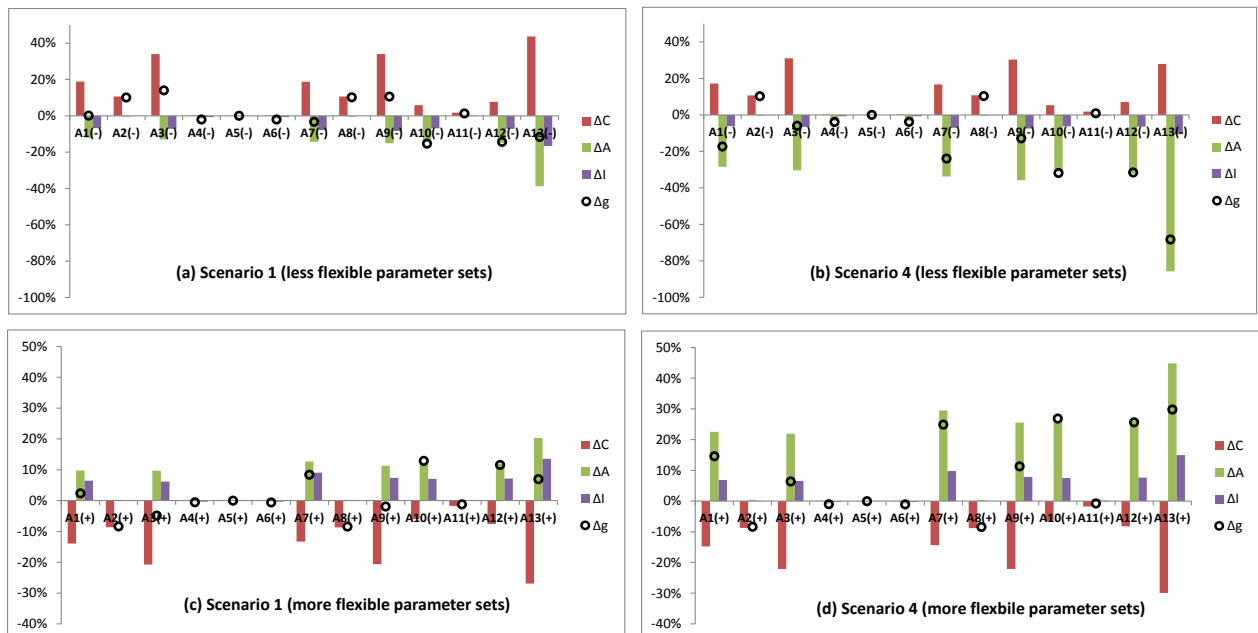 40%
20%
0%
-20%
-40%
-60%
-80%
-100%
A1(-) A2(-) A3(-) A4(-) A5(-) A6(-) A7(-) A8(-) A9(-) A10(-) A11(-) A12(-) A13(-)
ΔC
ΔA
ΔI
Δg
(a) Scenario 1 (less flexible parameter sets)
40%
20%
0%
-20%
-40%
-60%
-80%
-100%
A1(-) A2(-) A3(-) A4(-) A5(-) A6(-) A7(-) A8(-) A9(-) A10(-) A11(-) A12(-) A13(-)
ΔC
ΔA
ΔI
Δg
(b) Scenario 4 (less flexible parameter sets)
50%
40%
30%
20%
10%
0%
-10%
-20%
-30%
-40%
A1(+) A2(+) A3(+) A4(+) A5(+) A6(+) A7(+) A8(+) A9(+) A10(+) A11(+) A12(+) A13(+)
ΔC
ΔA
ΔI
Δg
(c) Scenario 1 (more flexible parameter sets)
50%
40%
30%
20%
10%
0%
-10%
-20%
-30%
-40%
A1(+) A2(+) A3(+) A4(+) A5(+) A6(+) A7(+) A8(+) A9(+) A10(+) A11(+) A12(+) A13(+)
ΔC
ΔA
ΔI
Δg
(d) Scenario 4 (more flexbile parameter sets)